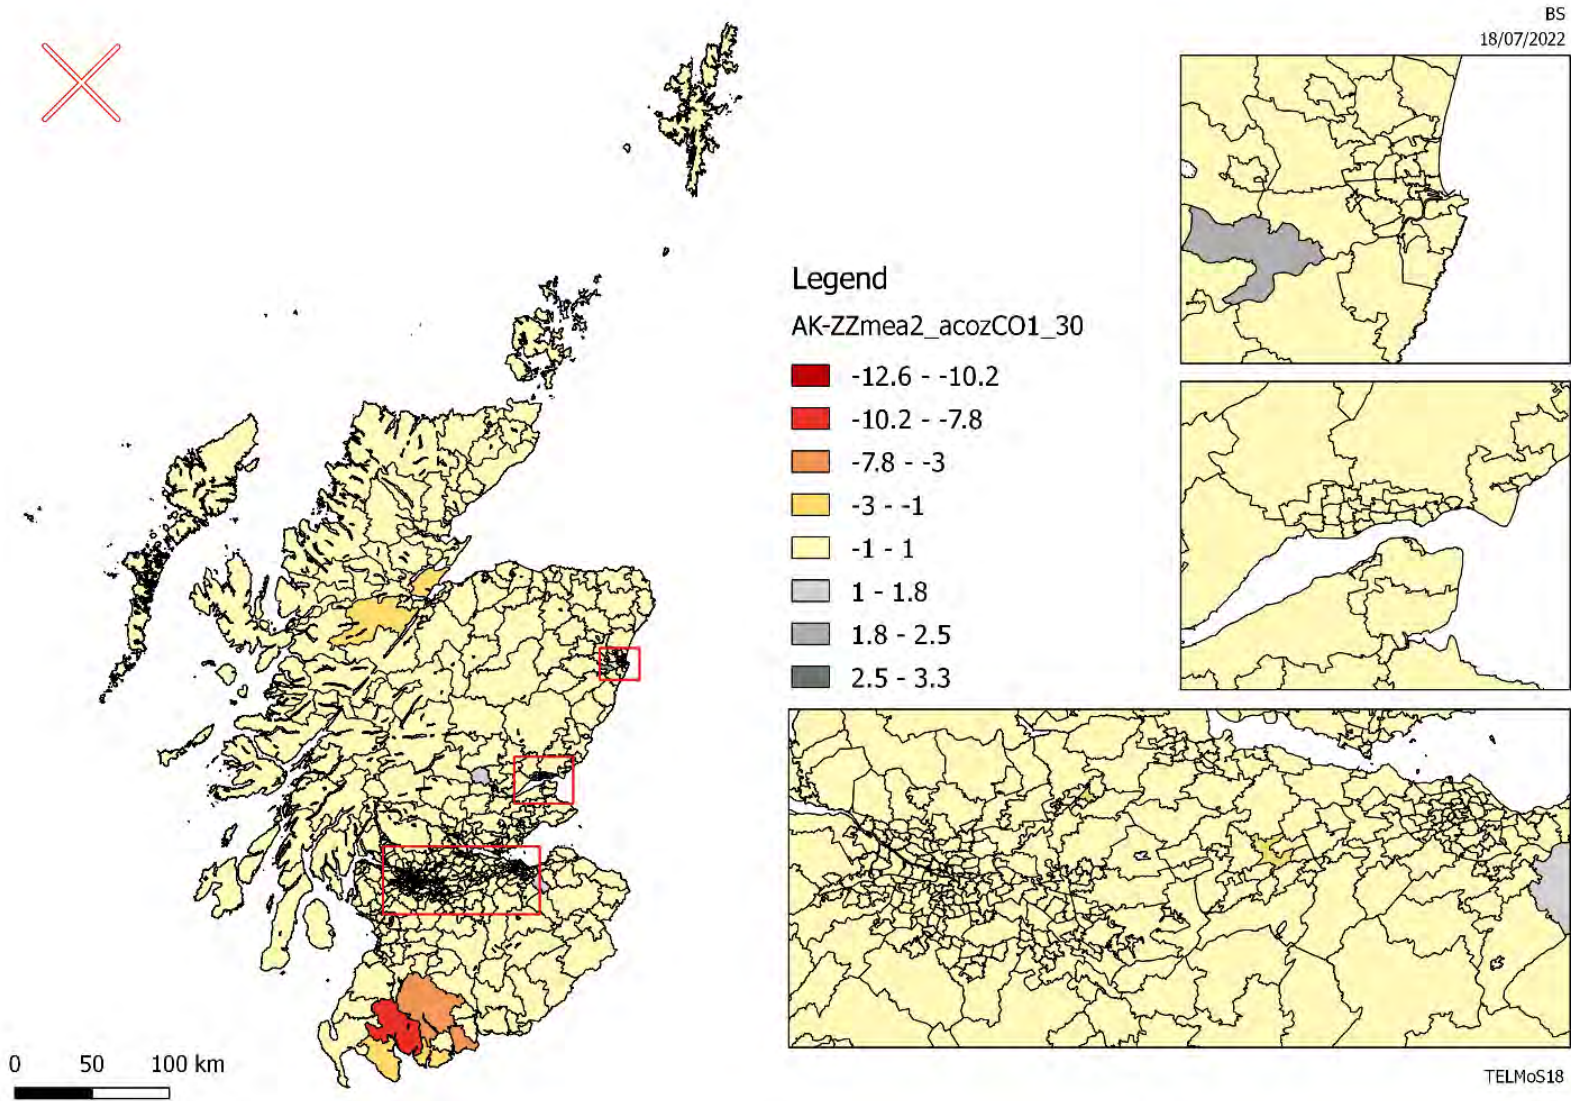 BS
18/07/2022
Legend
AK-ZZmea2_acozCO1_30
-12.6 - -10.2
-10.2 - -7.8
-7.8 - -3
-3 - -1
-1 - 1
1 - 1.8
1.8 - 2.5
2.5 - 3.3
0 50 100 km
TELMoS18